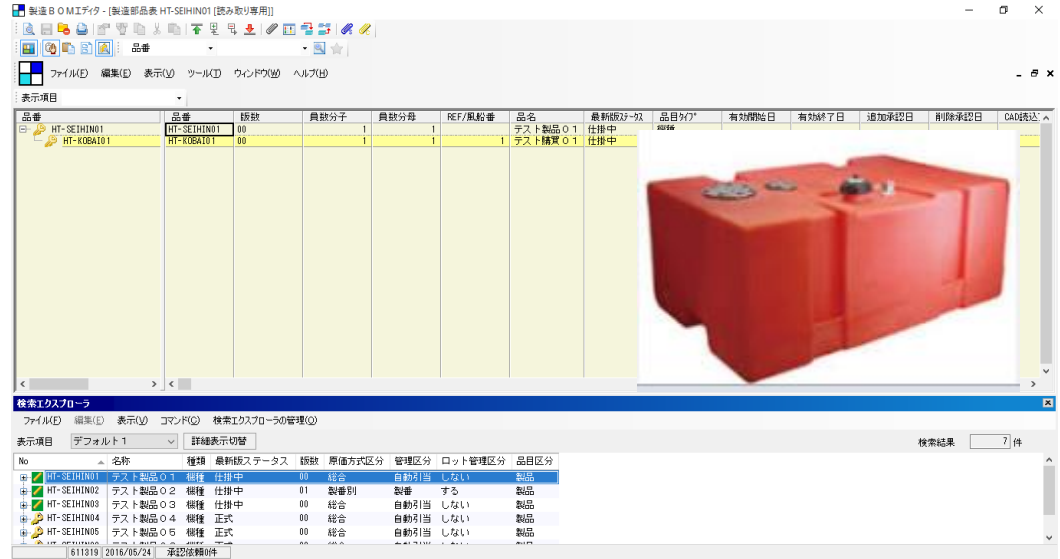 製造ＢＯＭエディタ - [製造部品表 HT-SEIHIN01 [読み取り専用]]
品番
ファイル(F) 編集(E) 表示(V) ツール(T) ウィンドウ(W) ヘルプ(H)
表示項目
品番 品番 版数 員数分子 員数分母 REF/風船番 品名 最新版ｽﾃｰﾀｽ 品目ﾀｲﾌﾟ 有効開始日 有効終了日 追加承認日 削除承認日 CAD読込
HT-SEIHIN01 HT-SEIHIN01 00 1 1 テスト製品０１ 仕掛中
HT-KOBAI01 HT-KOBAI01 00 1 1 1 テスト購買０１ 仕掛中
検索エクスプローラ
ファイル(F) 編集(E) 表示(V) コマンド(C) 検索エクスプローラの管理(O)
表示項目 デフォルト1 詳細表示切替 検索結果 7 件
No 名称 種類 最新版ステータス 版数 原価方式区分 管理区分 ロット管理区分 品目区分
HT-SEIHIN01 テスト製品０１ 機種 仕掛中 00 総合 自動引当 しない 製品
HT-SEIHIN02 テスト製品０２ 機種 仕掛中 01 製番別 製番 する 製品
HT-SEIHIN03 テスト製品０３ 機種 仕掛中 00 総合 自動引当 しない 製品
HT-SEIHIN04 テスト製品０４ 機種 正式 00 総合 自動引当 しない 製品
HT-SEIHIN05 テスト製品０５ 機種 正式 00 総合 自動引当 しない 製品
611319 2016/05/24 承認依頼0件